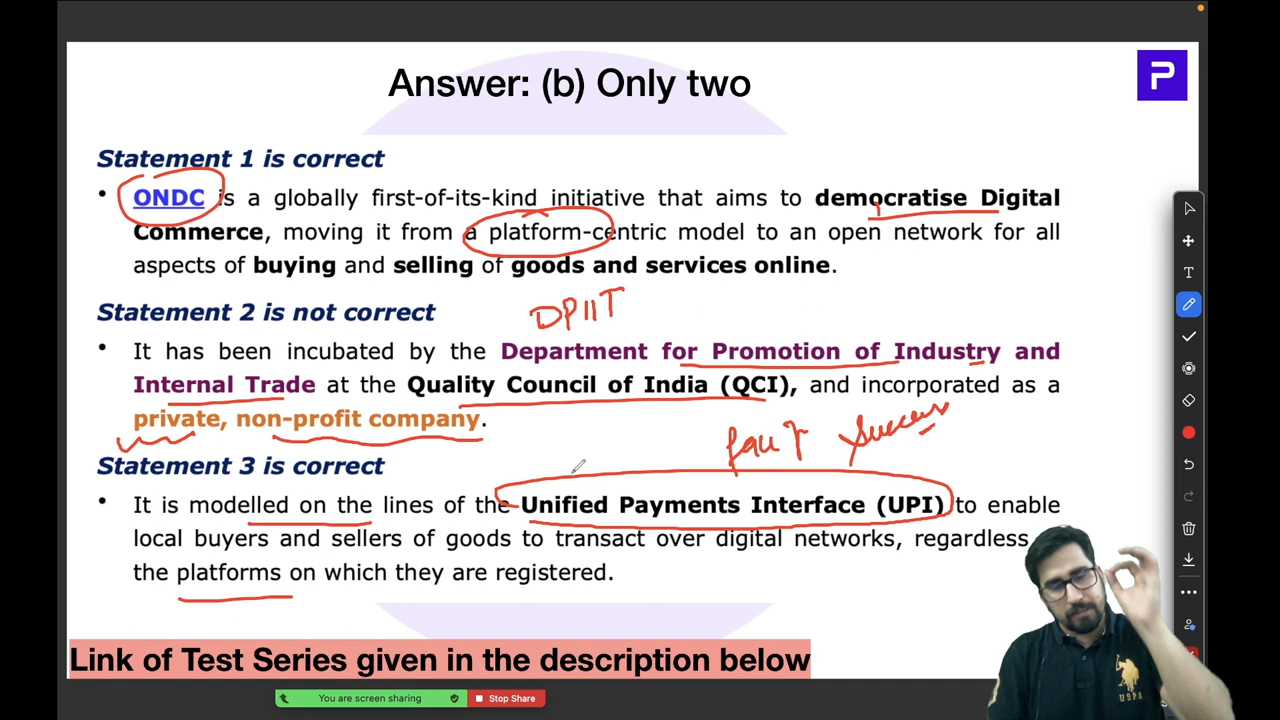 Answer: (b) Only two
P
Statement 1 is correct
• ONDC is a globally first-of-its-kind initiative that aims to democratise Digital
Commerce, moving it from a platform-centric model to an open network for all
aspects of buying and selling of goods and services online.
DPIIT
Statement 2 is not correct
• It has been incubated by the Department for Promotion of Industry and
Internal Trade at the Quality Council of India (QCI), and incorporated as a
private, non-profit company.
success
Statement 3 is correct
• It is modelled on the lines of the Unified Payments Interface (UPI) to enable
local buyers and sellers of goods to transact over digital networks, regardless
the platforms on which they are registered.
Link of Test Series given in the description below
You are screen sharing
Stop Share
T
USPA